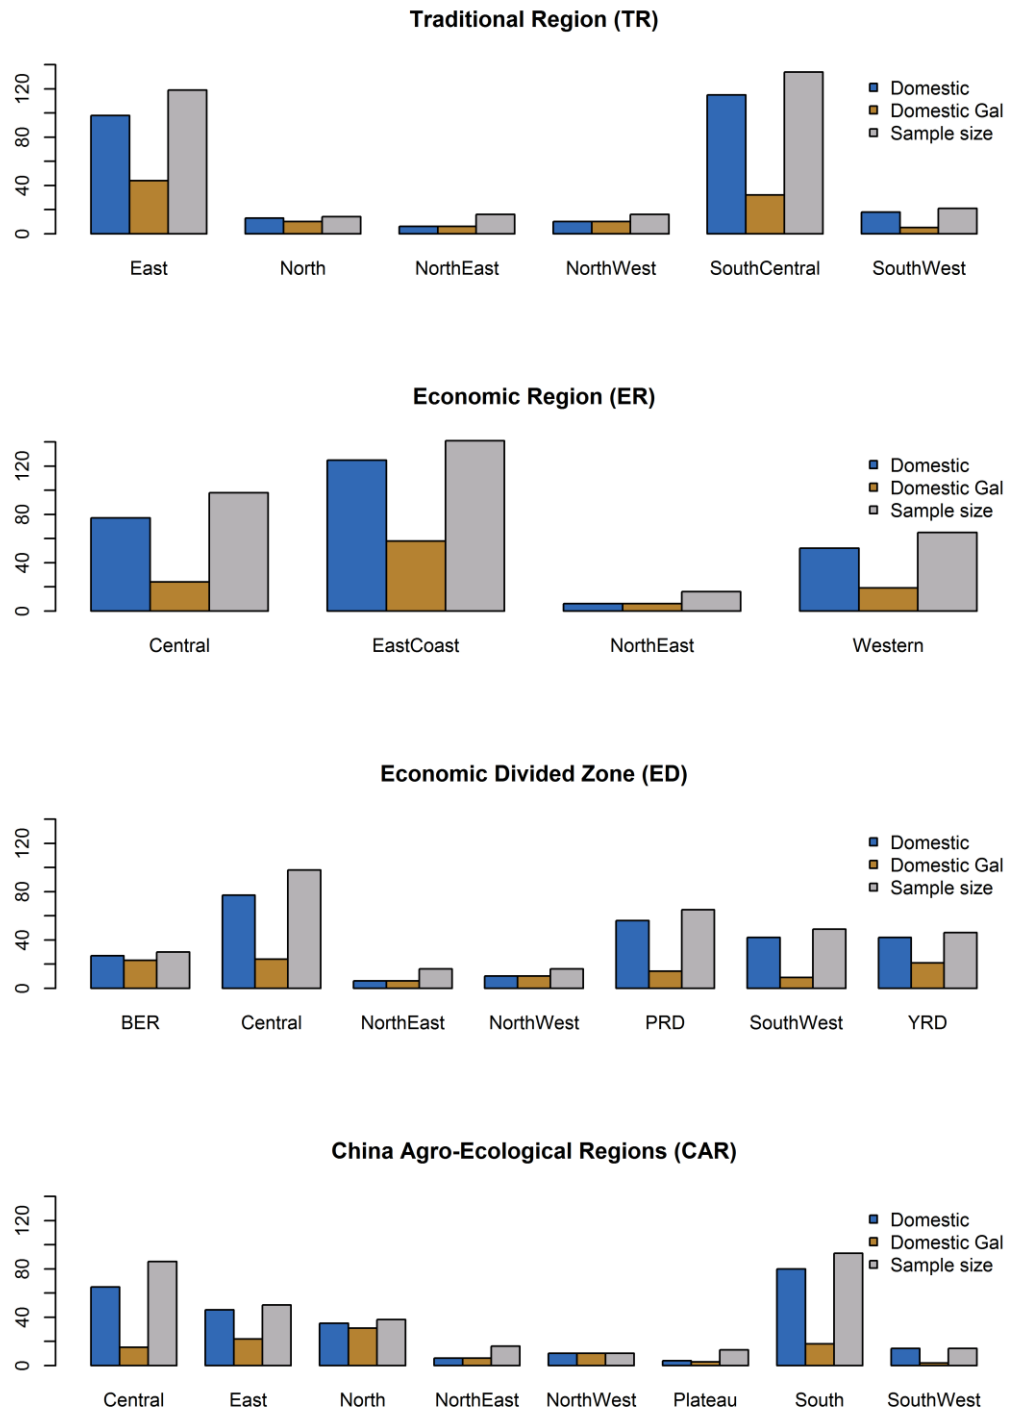 Traditional Region (TR)
120
80
40
0
Domestic
Domestic Gal
Sample size
East North NorthEast NorthWest SouthCentral SouthWest
Economic Region (ER)
120
80
40
0
Domestic
Domestic Gal
Sample size
Central EastCoast NorthEast Western
Economic Divided Zone (ED)
120
80
40
0
Domestic
Domestic Gal
Sample size
BER Central NorthEast NorthWest PRD SouthWest YRD
China Agro-Ecological Regions (CAR)
120
80
40
0
Domestic
Domestic Gal
Sample size
Central East North NorthEast NorthWest Plateau South SouthWest